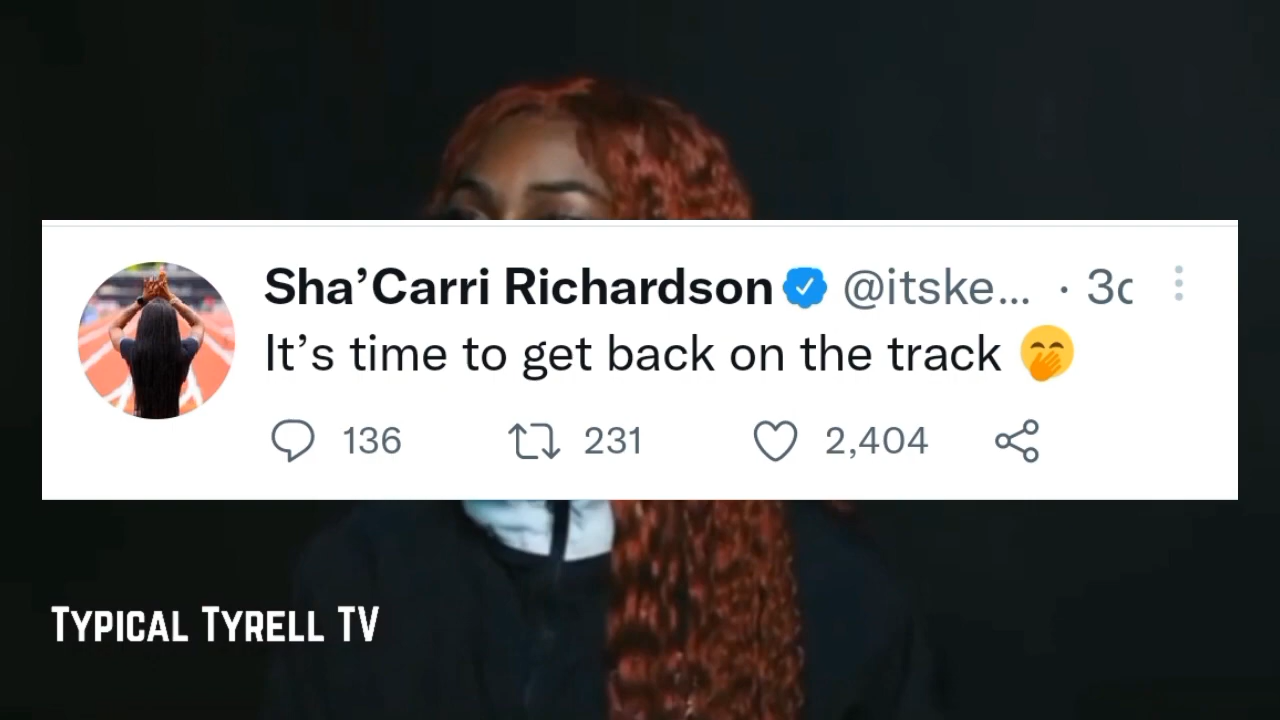 Sha’Carri Richardson @itske... · 3d
It’s time to get back on the track 🤭
136 231 2,404
TYPICAL TYRELL TV